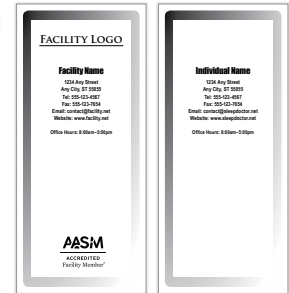 FACILITY LOGO
Facility Name
1234 Any Street
Any City, ST 55055
Tel: 555-123-4567
Fax: 555-123-7654
Email: contact@facility.net
Website: www.facility.net
Office Hours: 8:00am–5:00pm
AASM
ACCREDITED
Facility Member®
Individual Name
1234 Any Street
Any City, ST 55055
Tel: 555-123-4567
Fax: 555-123-7654
Email: contact@sleepdoctor.net
Website: www.sleepdoctor.net
Office Hours: 8:00am–5:00pm